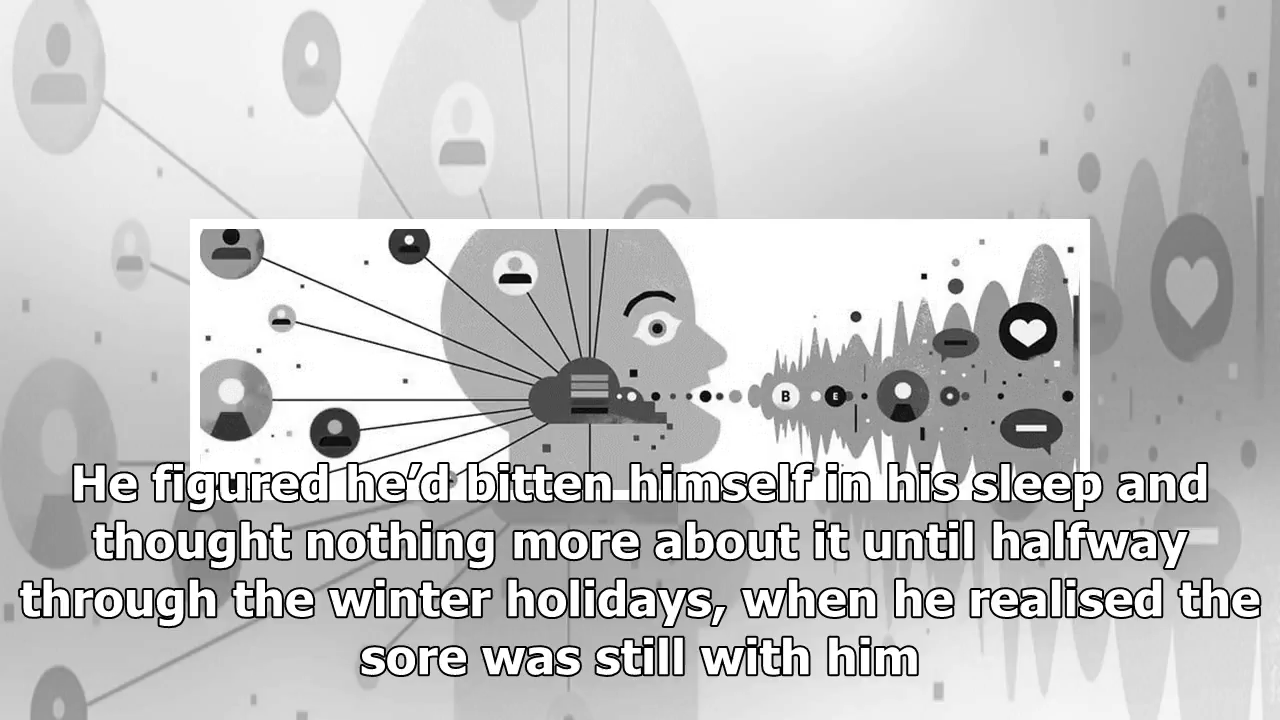 B
E
He figured he’d bitten himself in his sleep and
thought nothing more about it until halfway
through the winter holidays, when he realised the
sore was still with him